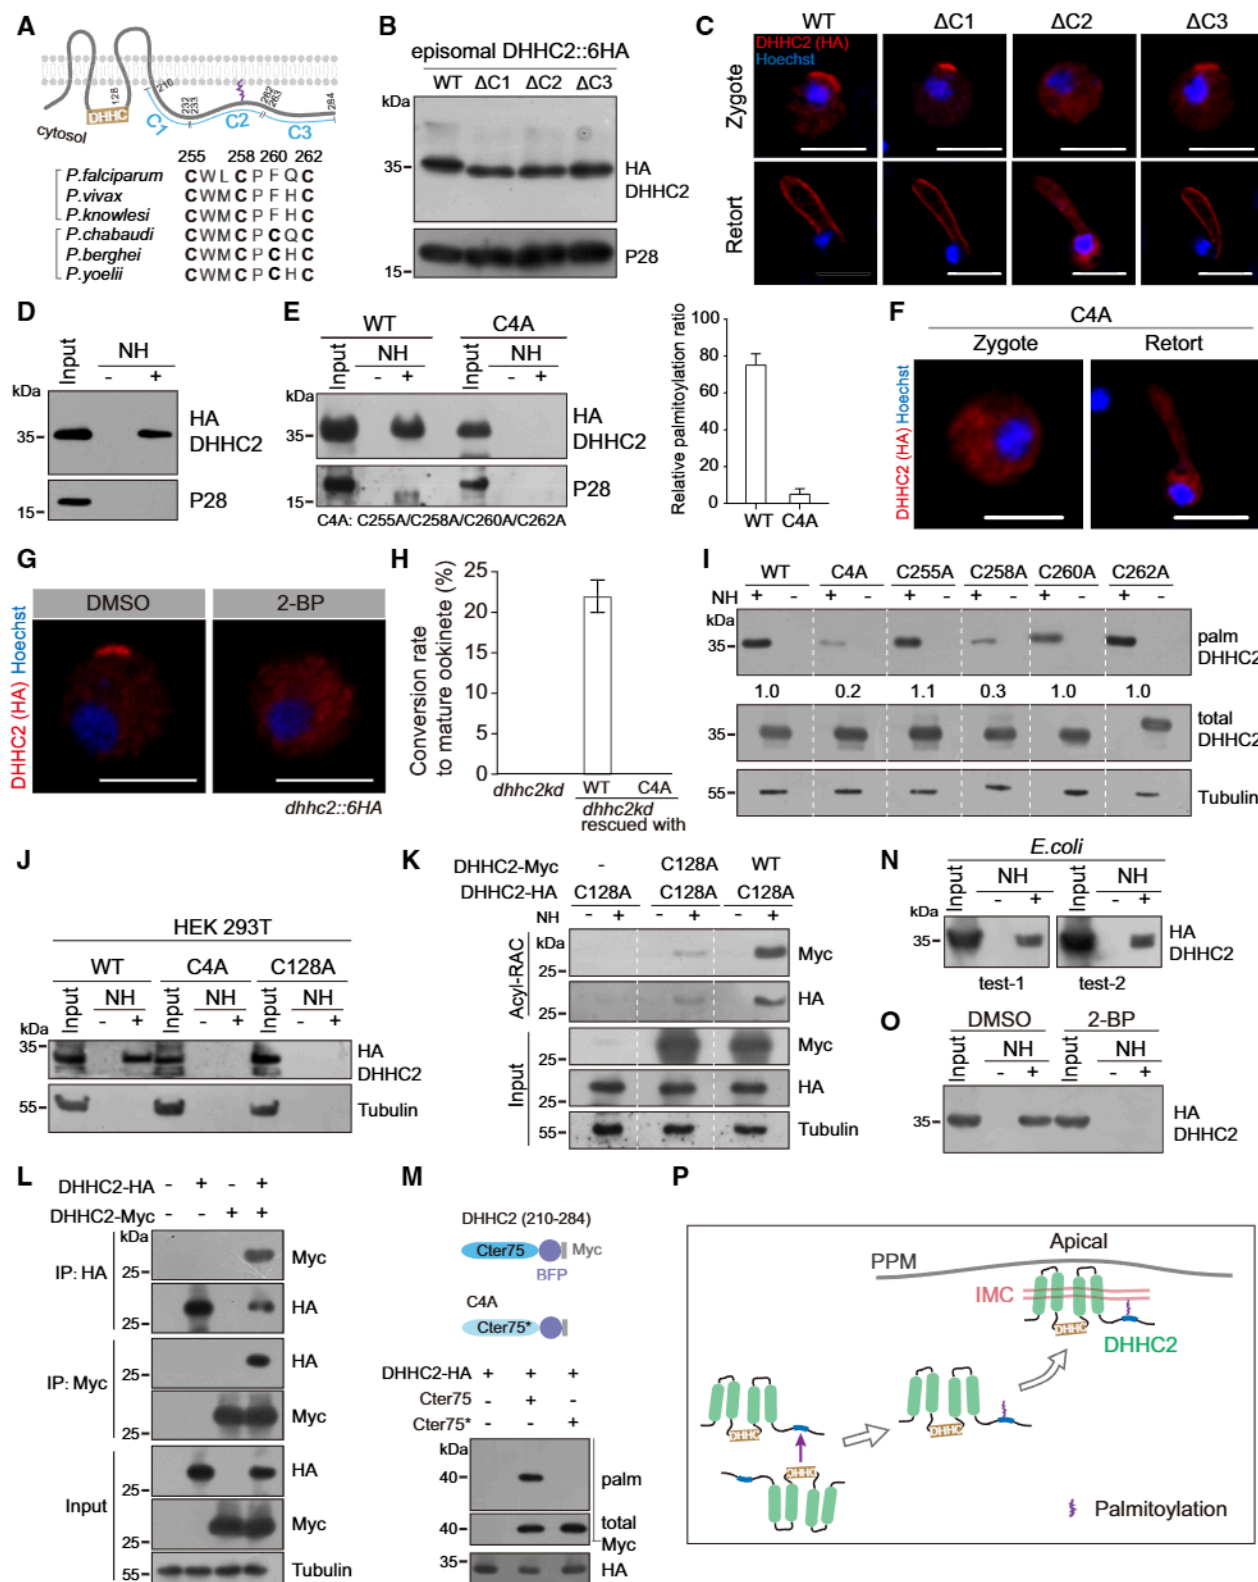 A
cytosol
DHHC
128
210
232
233
262
263
284
C1
C2
C3
255 258 260 262
P.falciparum CWLCPFQC
P.vivax CWMCPFHC
P.knowlesi CWMCPFHC
P.chabaudi CWMCPCQC
P.berghei CWMCPCHC
P.yoelii CWMCPCHC
B
episomal DHHC2::6HA
kDa WT ΔC1 ΔC2 ΔC3
35 HA
DHHC2
15 P28
C
WT ΔC1 ΔC2 ΔC3
DHHC2 (HA)
Hoechst
Zygote
Retort
D
Input NH
kDa - +
35 HA
DHHC2
15 P28
E
WT C4A
Input NH Input NH
kDa - + - +
35 HA
DHHC2
15 P28
C4A: C255A/C258A/C260A/C262A
Relative palmitoylation ratio
100
80
60
40
20
0
WT C4A
F
C4A
Zygote Retort
DHHC2 (HA) Hoechst
G
DMSO 2-BP
DHHC2 (HA) Hoechst
dhhc2::6HA
H
Conversion rate
to mature ookinete (%)
25
20
15
10
5
0
dhhc2kd WT C4A
dhhc2kd
rescued with
I
WT C4A C255A C258A C260A C262A
NH + - + - + - + - + - + -
kDa
35 palm
DHHC2
1.0 0.2 1.1 0.3 1.0 1.0
35 total
DHHC2
55 Tubulin
J
HEK 293T
WT C4A C128A
Input NH Input NH Input NH
kDa - + - + - +
35 HA
DHHC2
55 Tubulin
K
DHHC2-Myc - C128A WT
DHHC2-HA C128A C128A C128A
NH - + - + - +
kDa
Acyl-RAC
25 Myc
25 HA
Input
25 Myc
25 HA
55 Tubulin
N
E.coli
Input NH Input NH
kDa - + - +
35 HA
DHHC2
test-1 test-2
O
DMSO 2-BP
Input NH Input NH
- + - +
35 HA
DHHC2
L
DHHC2-HA - + - +
DHHC2-Myc - - + +
kDa
IP: HA
25 Myc
HA
IP: Myc
25 HA
25 Myc
Input
HA
25 Myc
55 Tubulin
M
DHHC2 (210-284)
Cter75 Myc
BFP
C4A
Cter75*
DHHC2-HA + + +
Cter75 - + -
Cter75* - - +
kDa
40 palm
40 total
Myc
35 HA
P
Apical
PPM
IMC
DHHC
DHHC2
DHHC
DHHC
DHHC
Palmitoylation